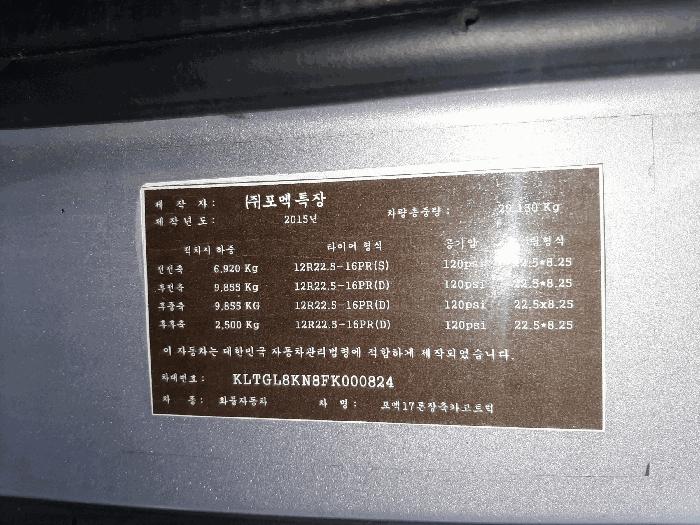 제 작 자: ㈜포맥특장
제작년도: 2015년 차량총중량: 29,130 Kg
적차시 하중 타이어 형식 공기압 형식
전전축 6,920 Kg 12R22.5-16PR(S) 120psi 22.5*8.25
후전축 9,855 Kg 12R22.5-16PR(D) 120psi 22.5*8.25
후중축 9,855 KG 12R22.5-16PR(D) 120psi 22.5x8.25
후후축 2,500 Kg 12R22.5-16PR(D) 120psi 22.5*8.25
이 자동차는 대한민국 자동차관리법령에 적합하게 제작되었습니다.
차대번호: KLTGL8KN8FK000824
차 종: 화물자동차 차 명: 포맥17톤장축차고트럭